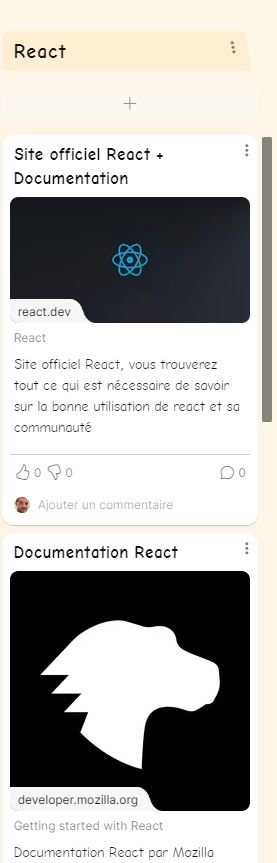 React
Site officiel React +
Documentation
react.dev
React
Site officiel React, vous trouverez
tout ce qui est nécessaire de savoir
sur la bonne utilisation de react et sa
communauté
0 0 0
Ajouter un commentaire
Documentation React
developer.mozilla.org
Getting started with React
Documentation React par Mozilla